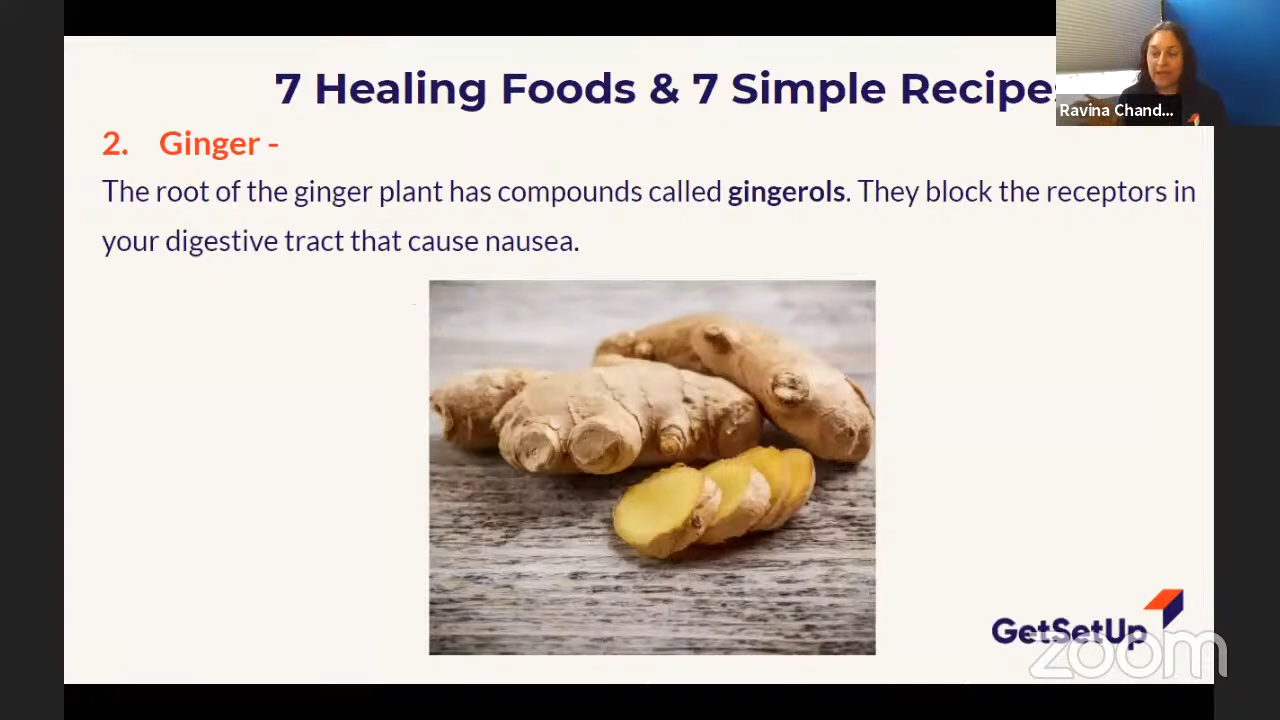 7 Healing Foods & 7 Simple Recipes
Ravina Chand...
2. Ginger -
The root of the ginger plant has compounds called gingerols. They block the receptors in
your digestive tract that cause nausea.
GetSetUp
zoom